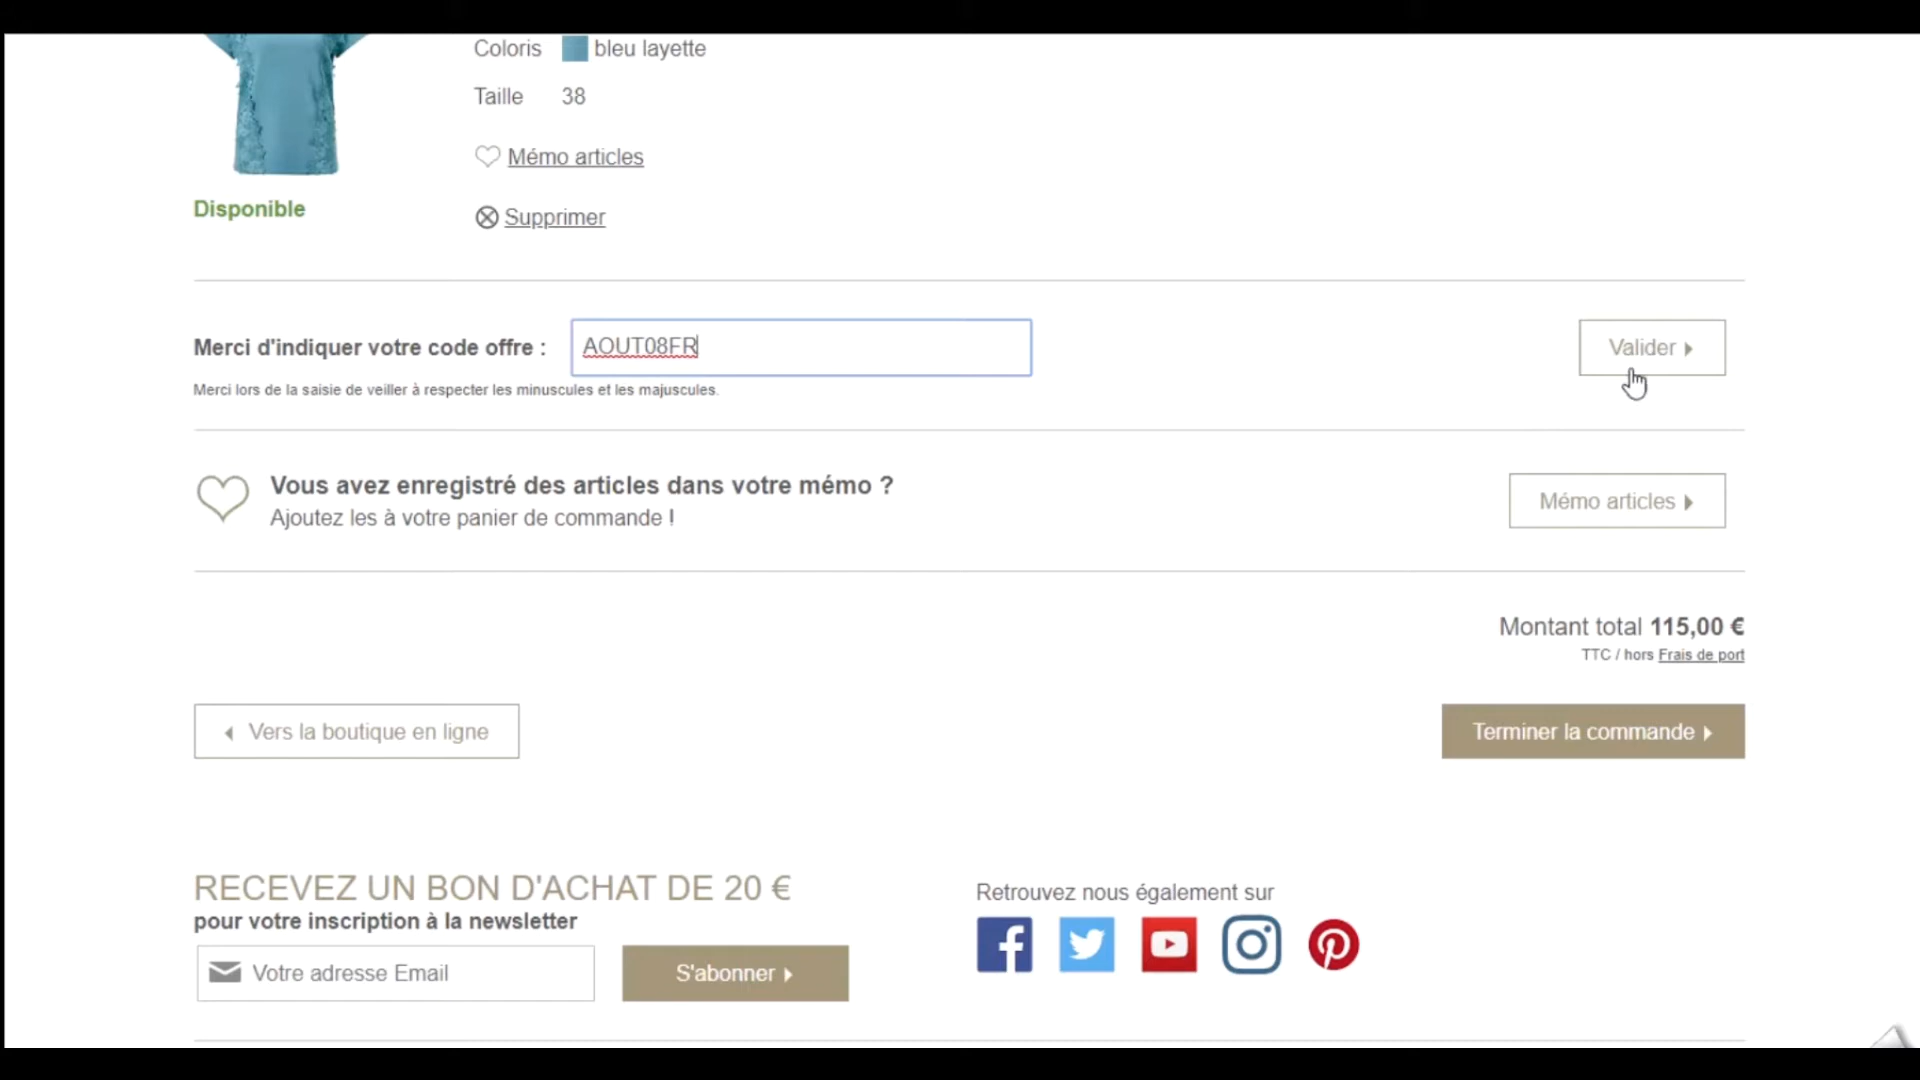 Coloris bleu layette
Taille 38
Mémo articles
Disponible
Supprimer
Merci d'indiquer votre code offre : AOUT08FR Valider
Merci lors de la saisie de veiller à respecter les minuscules et les majuscules.
Vous avez enregistré des articles dans votre mémo ?
Ajoutez les à votre panier de commande !
Mémo articles
Montant total 115,00 €
TTC / hors Frais de port
Vers la boutique en ligne
Terminer la commande
RECEVEZ UN BON D'ACHAT DE 20 €
pour votre inscription à la newsletter
Votre adresse Email
S'abonner
Retrouvez nous également sur